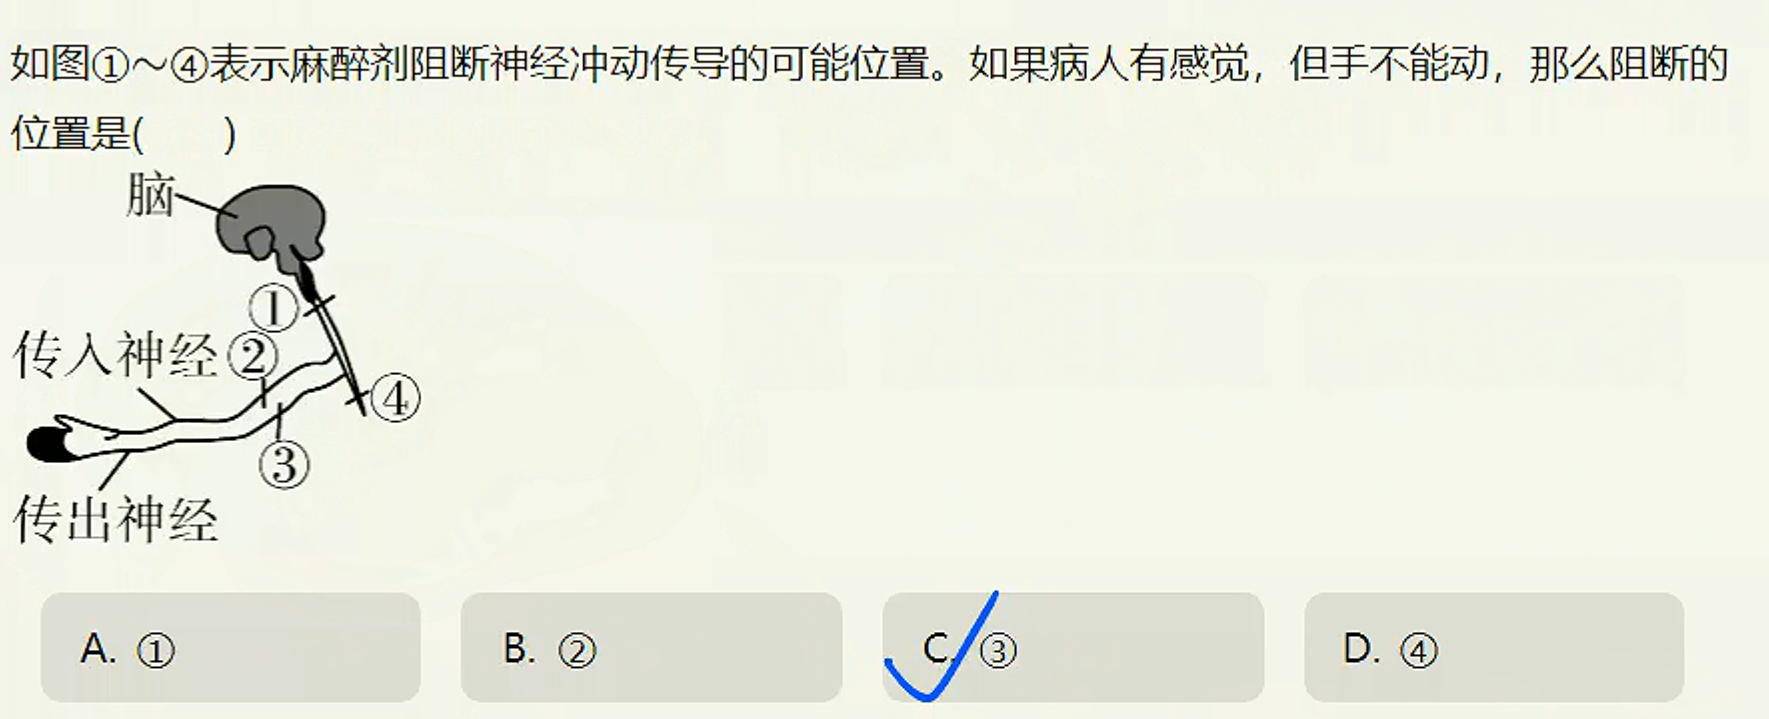 如图①～④表示麻醉剂阻断神经冲动传导的可能位置。如果病人有感觉，但手不能动，那么阻断的
位置是(　　)
脑
①
传入神经②
④
③
传出神经
A. ①
B. ②
C. ③
D. ④